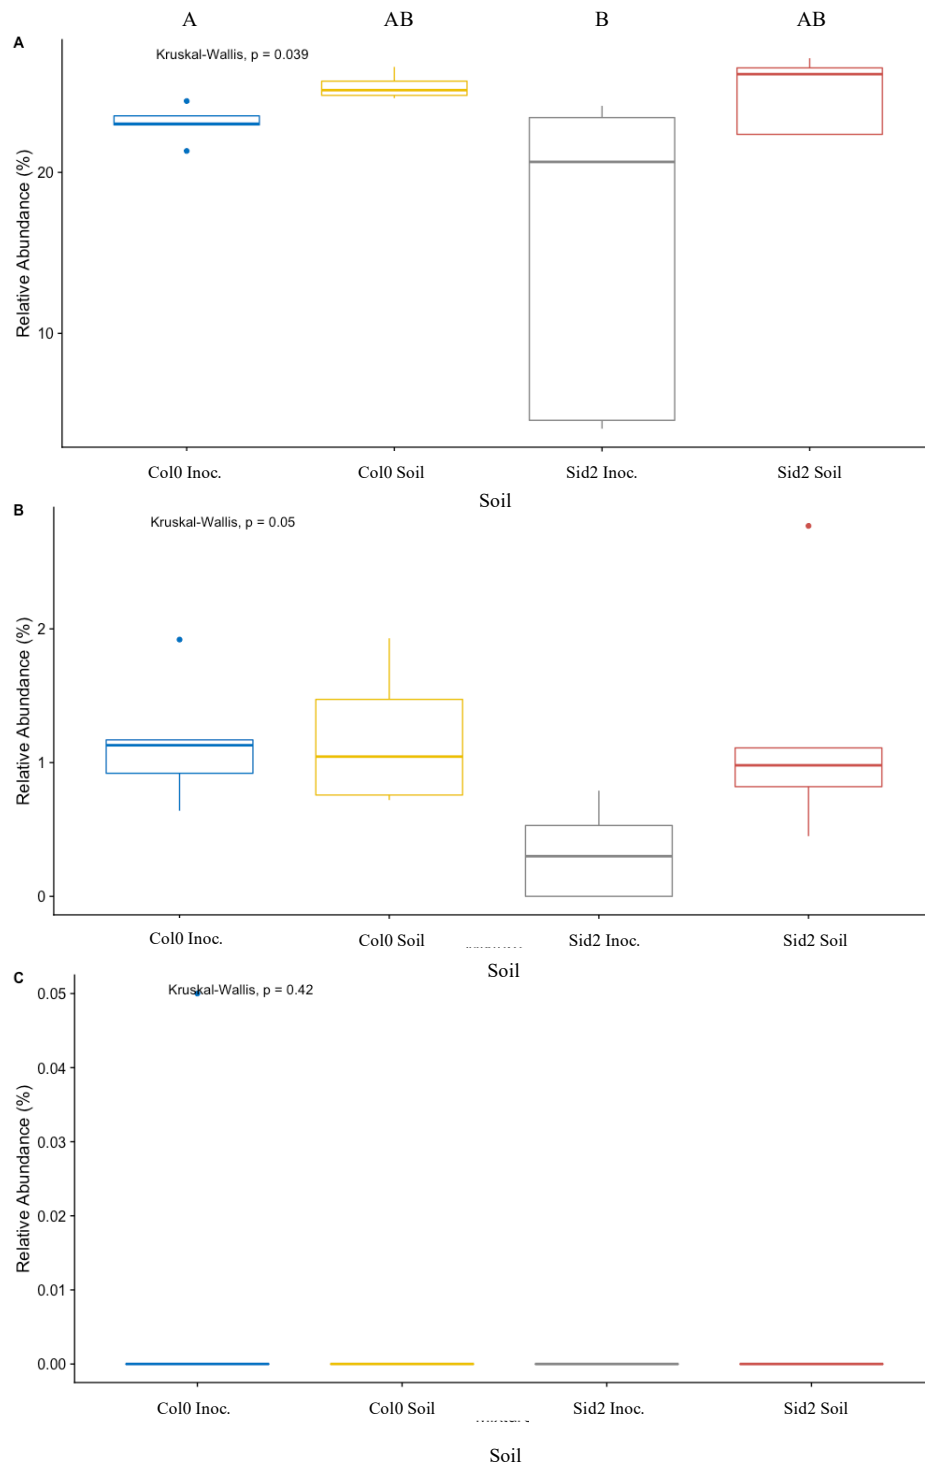 A AB B AB
A
Kruskal-Wallis, p = 0.039
Relative Abundance (%)
20
10
Col0 Inoc. Col0 Soil Sid2 Inoc. Sid2 Soil
Soil
B
Kruskal-Wallis, p = 0.05
Relative Abundance (%)
2
1
0
Col0 Inoc. Col0 Soil Sid2 Inoc. Sid2 Soil
Soil
C
Kruskal-Wallis, p = 0.42
Relative Abundance (%)
0.05
0.04
0.03
0.02
0.01
0.00
Col0 Inoc. Col0 Soil Sid2 Inoc. Sid2 Soil
Soil